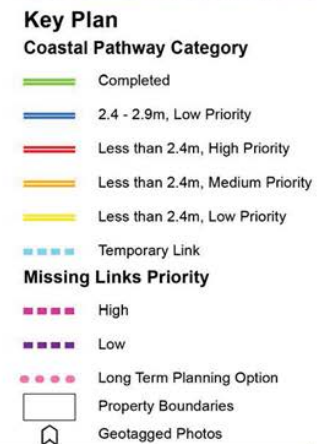 Key Plan
Coastal Pathway Category
Completed
2.4 - 2.9m, Low Priority
Less than 2.4m, High Priority
Less than 2.4m, Medium Priority
Less than 2.4m, Low Priority
Temporary Link
Missing Links Priority
High
Low
Long Term Planning Option
Property Boundaries
Geotagged Photos